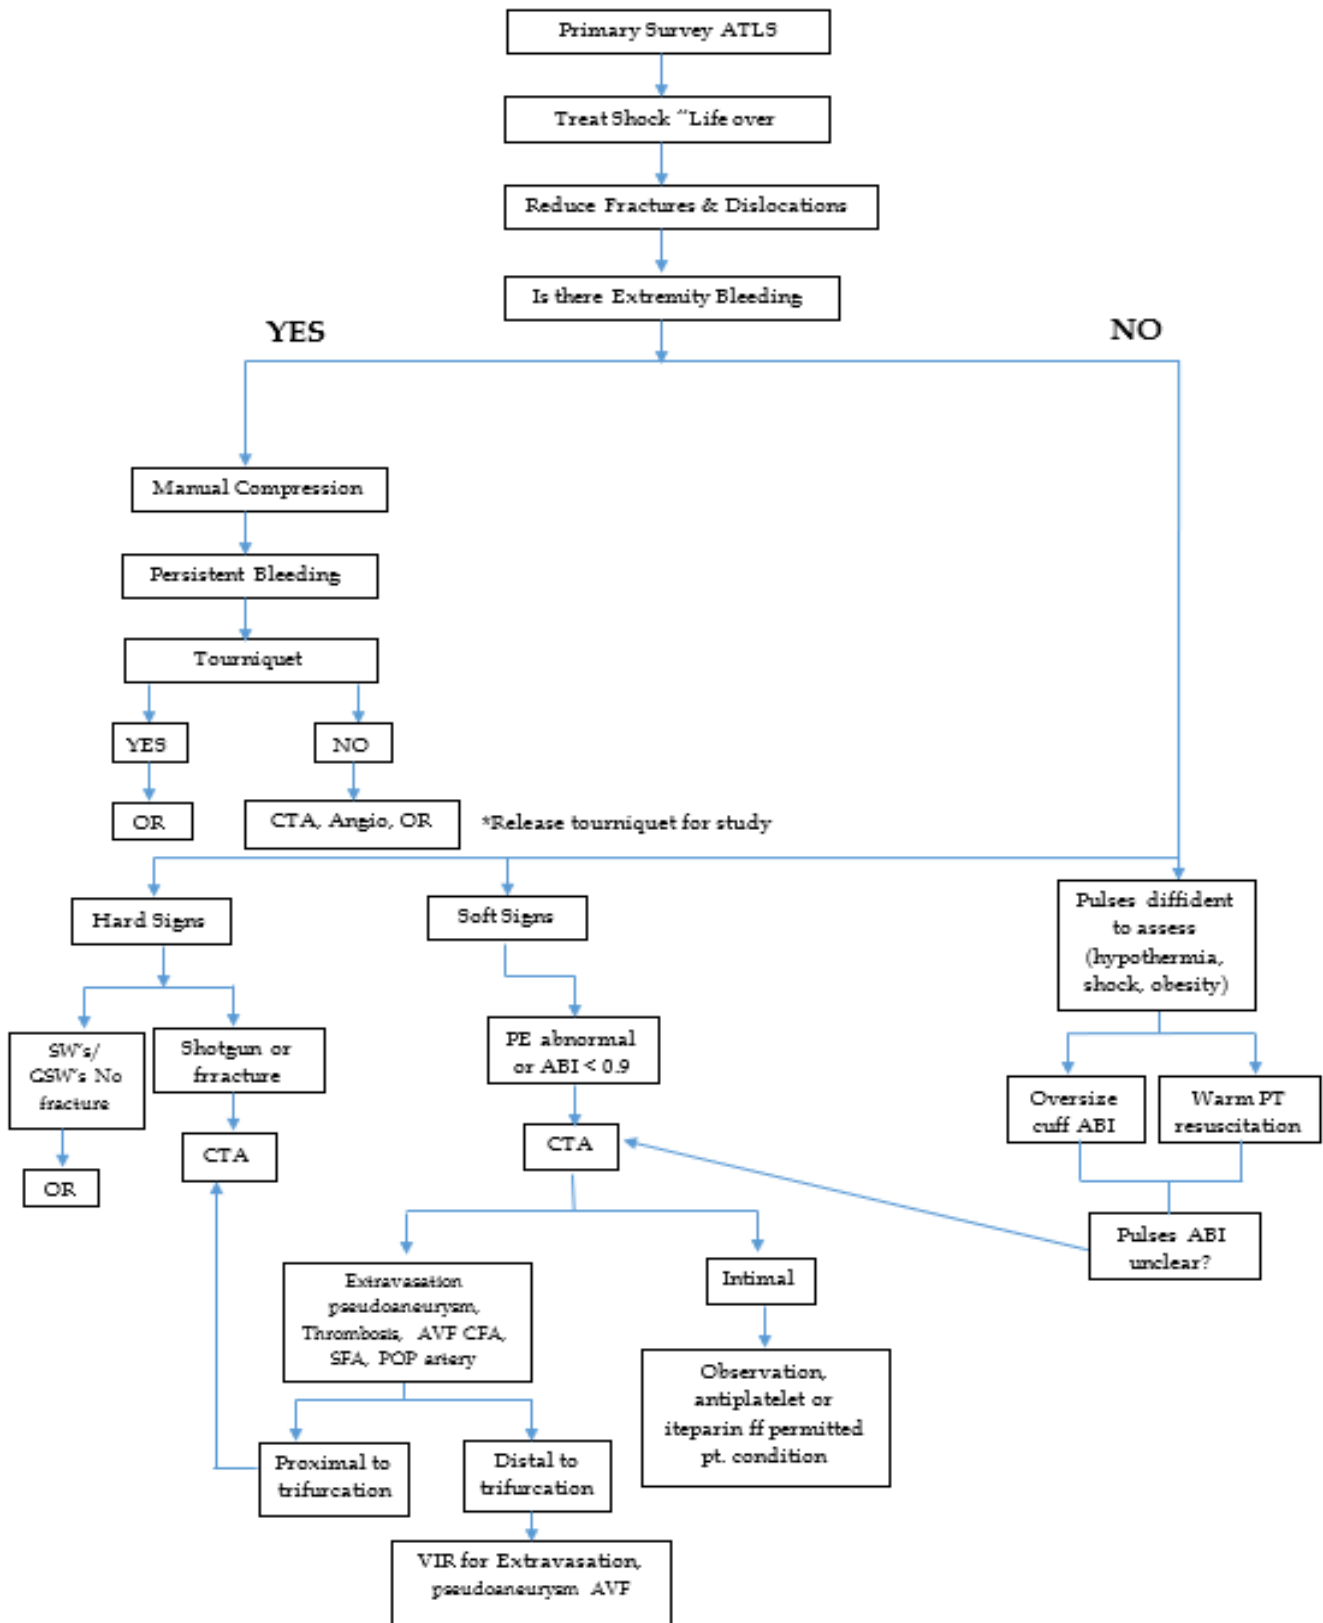 Primary Survey ATLS
Treat Shock "Life over
Reduce Fractures & Dislocations
Is there Extremity Bleeding
YES
NO
Manual Compression
Persistent Bleeding
Tourniquet
YES
NO
OR
CTA, Angio, OR
*Release tourniquet for study
Hard Signs
Soft Signs
Pulses diffident
to assess
(hypothermia,
shock, obesity)
SW's/
GSW's No
fracture
Shotgun or
frracture
PE abnormal
or ABI < 0.9
Oversize
cuff ABI
Warm PT
resuscitation
OR
CTA
CTA
Pulses ABI
unclear?
Extravasation
pseudoaneurysm,
Thrombosis, AVF CFA,
SFA, POP artery
Intimal
Observation,
antiplatelet or
iteparin ff permitted
pt. condition
Proximal to
trifurcation
Distal to
trifurcation
VIR for Extravasation,
pseudoaneurysm AVF